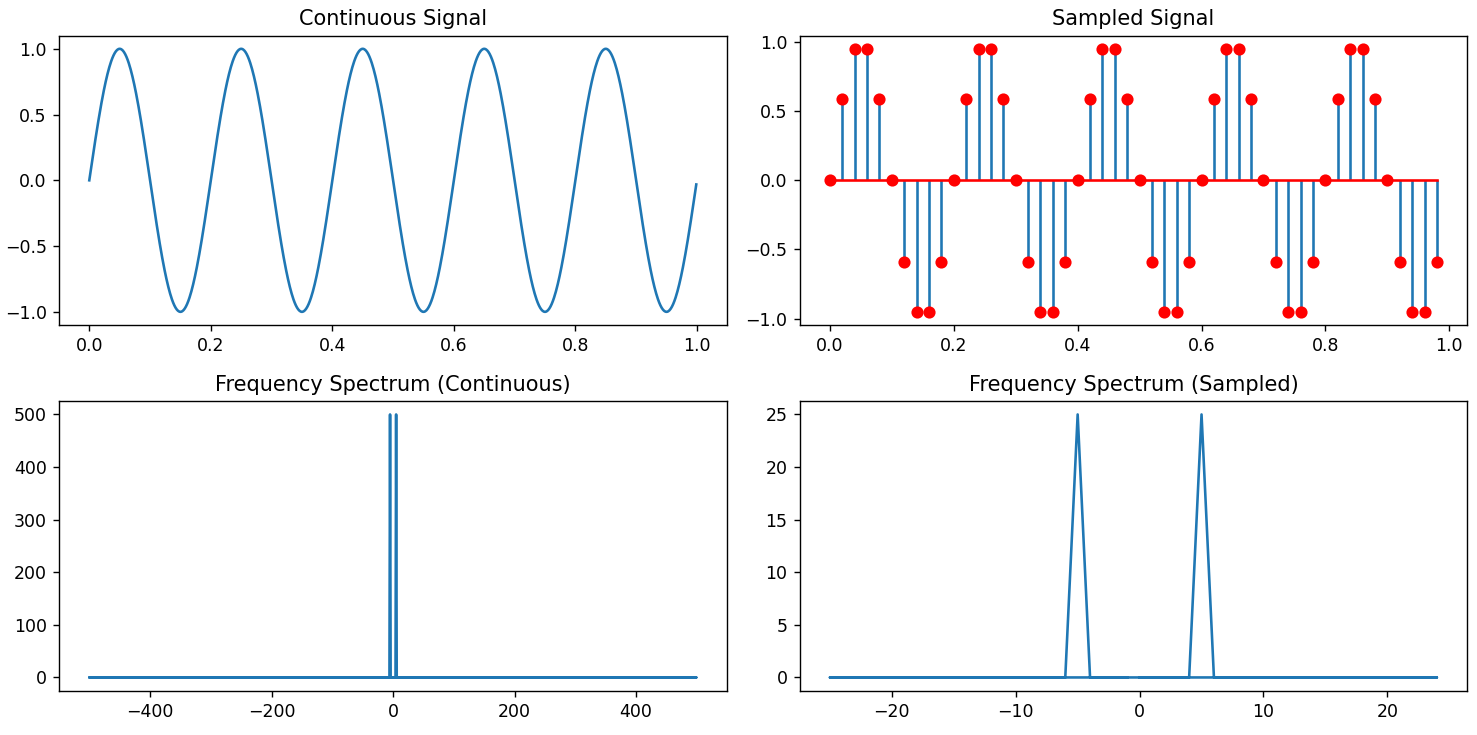 Continuous Signal
1.0
0.5
0.0
−0.5
−1.0
0.0 0.2 0.4 0.6 0.8 1.0
Sampled Signal
1.0
0.5
0.0
−0.5
−1.0
0.0 0.2 0.4 0.6 0.8 1.0
Frequency Spectrum (Continuous)
500
400
300
200
100
0
−400 −200 0 200 400
Frequency Spectrum (Sampled)
25
20
15
10
5
0
−20 −10 0 10 20